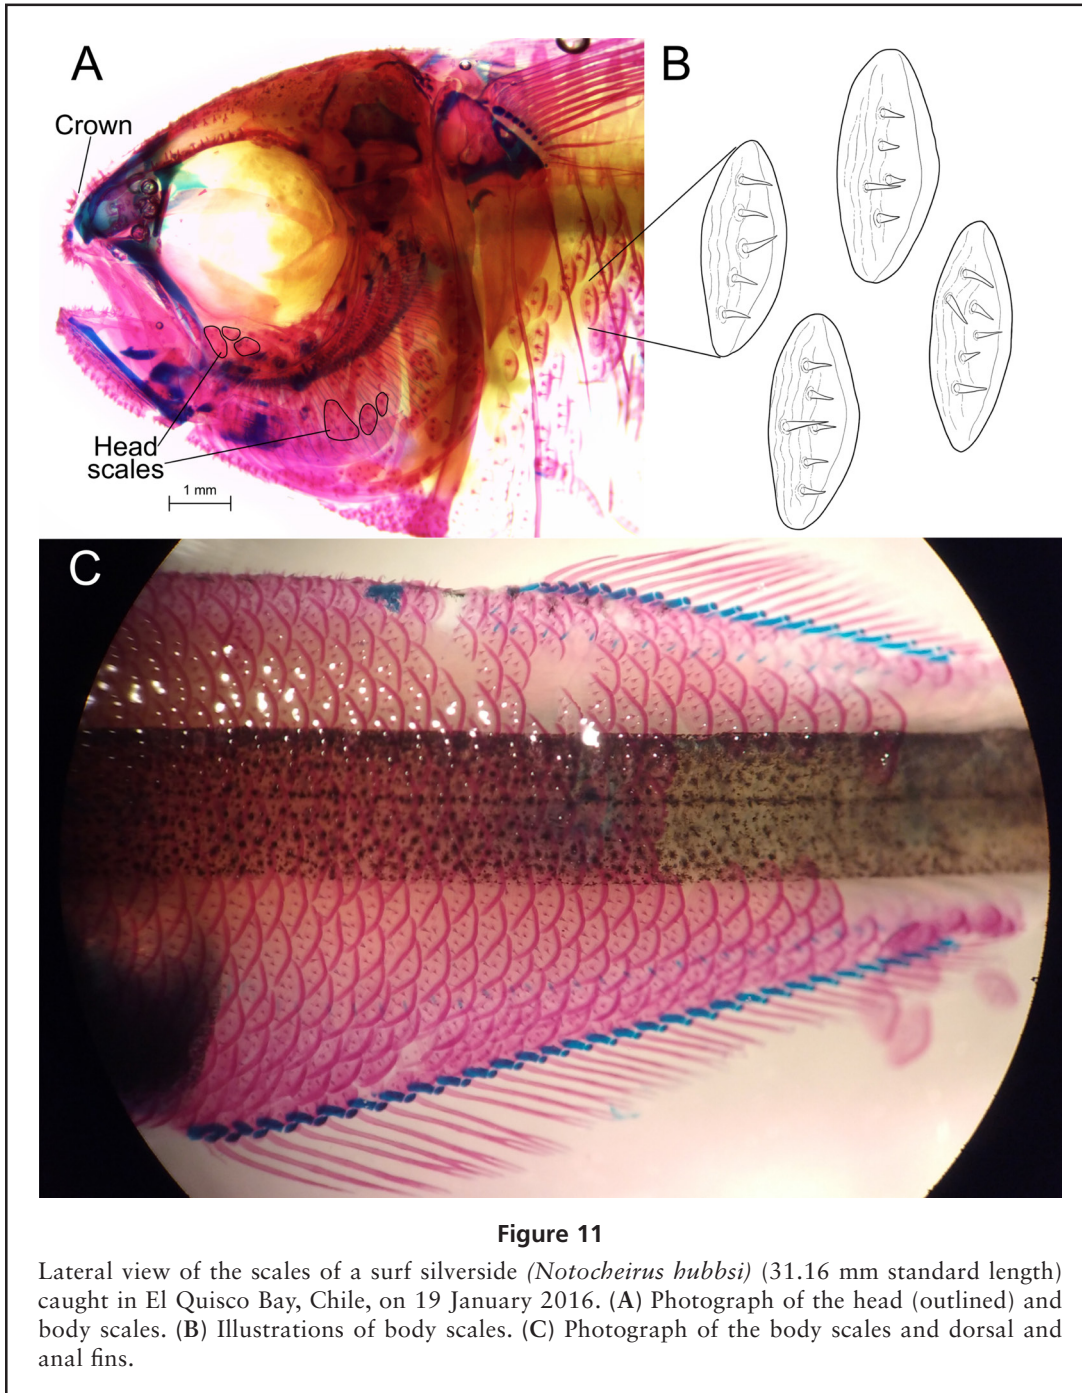 A
B
Crown
Head
scales
1 mm
C
Figure 11
Lateral view of the scales of a surf silverside (Notocheirus hubbsi) (31.16 mm standard length)
caught in El Quisco Bay, Chile, on 19 January 2016. (A) Photograph of the head (outlined) and
body scales. (B) Illustrations of body scales. (C) Photograph of the body scales and dorsal and
anal fins.